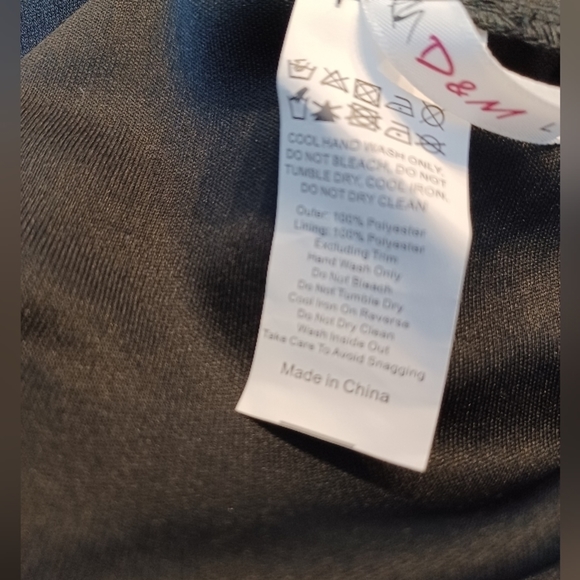 D&M
L
COOL HAND WASH ONLY,
DO NOT BLEACH, DO NOT
TUMBLE DRY, COOL IRON,
DO NOT DRY CLEAN
Outer: 100% Polyester
Lining: 100% Polyester
Excluding Trim
Hand Wash Only
Do Not Bleach
Do Not Tumble Dry
Cool Iron On Reverse
Do Not Dry Clean
Wash Inside Out
Take Care To Avoid Snagging
Made in China